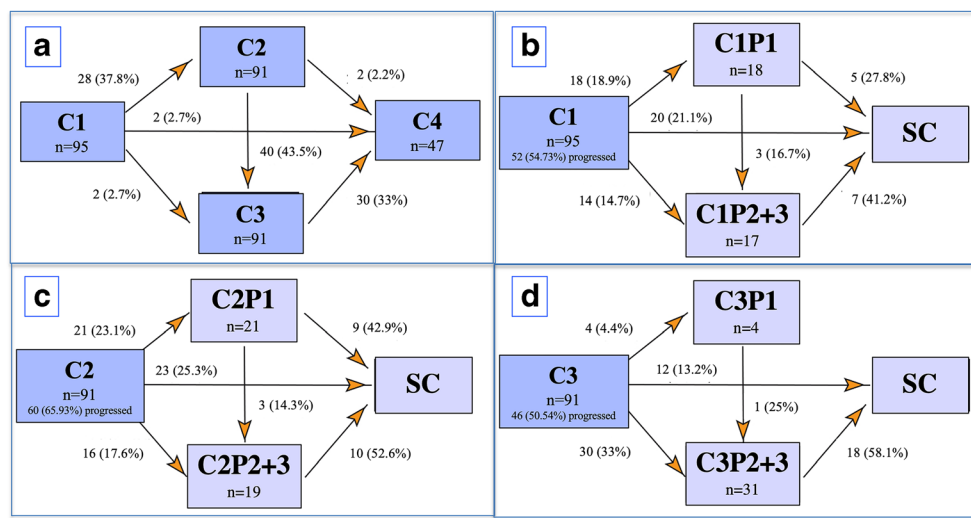 a
C2
n=91
28 (37.8%)
2 (2.2%)
C1
n=95
2 (2.7%)
C4
n=47
40 (43.5%)
2 (2.7%)
C3
n=91
30 (33%)
b
C1P1
n=18
18 (18.9%)
5 (27.8%)
C1
n=95
52 (54.73%) progressed
20 (21.1%)
SC
3 (16.7%)
14 (14.7%)
C1P2+3
n=17
7 (41.2%)
c
C2P1
n=21
21 (23.1%)
9 (42.9%)
C2
n=91
60 (65.93%) progressed
23 (25.3%)
SC
3 (14.3%)
16 (17.6%)
C2P2+3
n=19
10 (52.6%)
d
C3P1
n=4
4 (4.4%)
C3
n=91
46 (50.54%) progressed
12 (13.2%)
SC
1 (25%)
30 (33%)
C3P2+3
n=31
18 (58.1%)